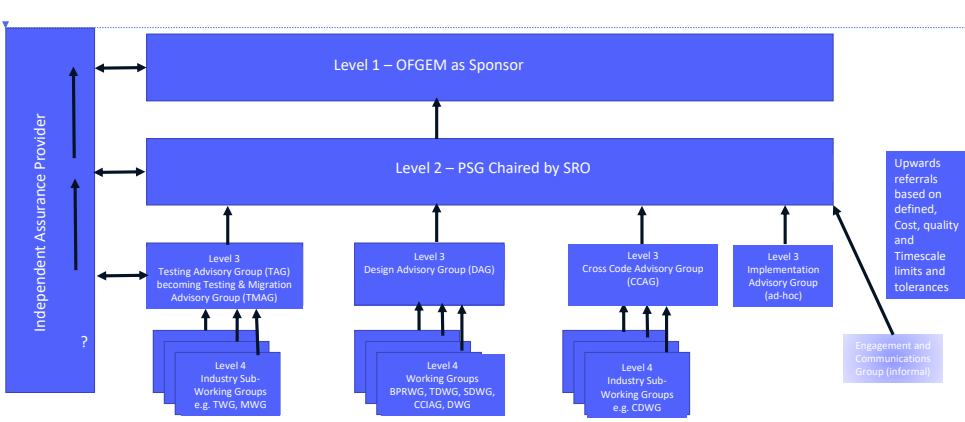 Level 1 – OFGEM as Sponsor
Independent Assurance Provider
?
Level 2 – PSG Chaired by SRO
Upwards
referrals
based on
defined,
Cost, quality
and
Timescale
limits and
tolerances
Level 3
Testing Advisory Group (TAG)
becoming Testing & Migration
Advisory Group (TMAG)
Level 3
Design Advisory Group (DAG)
Level 3
Cross Code Advisory Group
(CCAG)
Level 3
Implementation
Advisory Group
(ad-hoc)
Engagement and
Communications
Group (informal)
Level 4
Industry Sub-
Working Groups
e.g. TWG, MWG
Level 4
Working Groups
BPRWG, TDWG, SDWG,
CCIAG, DWG
Level 4
Industry Sub-
Working Groups
e.g. CDWG